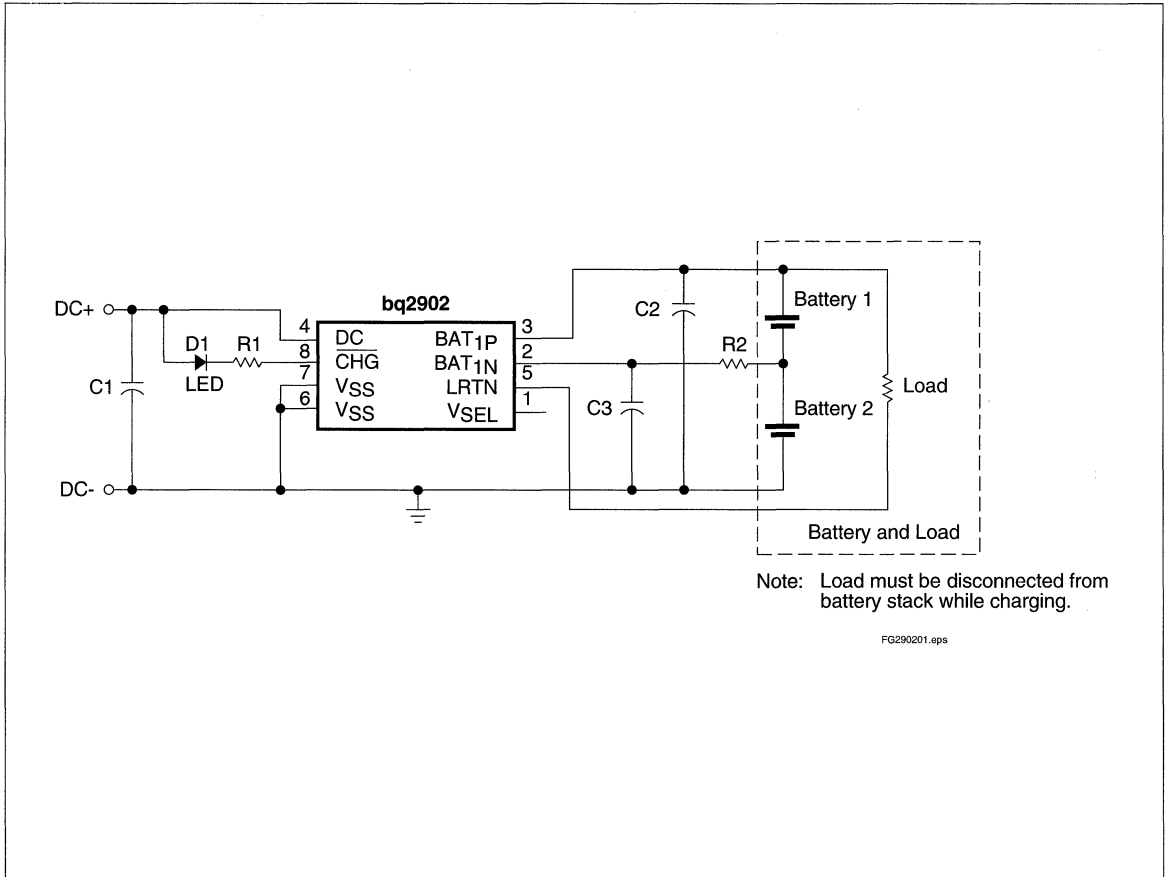 bq2902
DC+
DC-
C1
D1
LED
R1
4
8
7
6
DC
CHG
VSS
VSS
BAT1P
BAT1N
LRTN
VSEL
3
2
5
1
C2
C3
R2
Battery 1
Battery 2
Load
Battery and Load
Note: Load must be disconnected from
battery stack while charging.
FG290201.eps